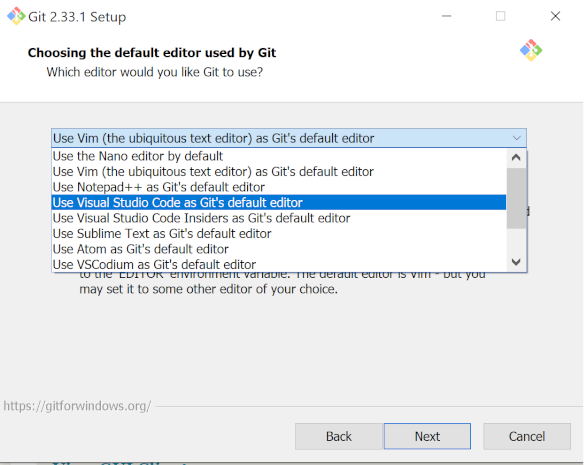 Git 2.33.1 Setup
Choosing the default editor used by Git
Which editor would you like Git to use?
Use Vim (the ubiquitous text editor) as Git's default editor
Use the Nano editor by default
Use Vim (the ubiquitous text editor) as Git's default editor
Use Notepad++ as Git's default editor
Use Visual Studio Code as Git's default editor
Use Visual Studio Code Insiders as Git's default editor
Use Sublime Text as Git's default editor
Use Atom as Git's default editor
Use VSCodium as Git's default editor
to the 'EDITOR' environment variable. The default editor is Vim - but you
may set it to some other editor of your choice.
https://gitforwindows.org/
Back
Next
Cancel